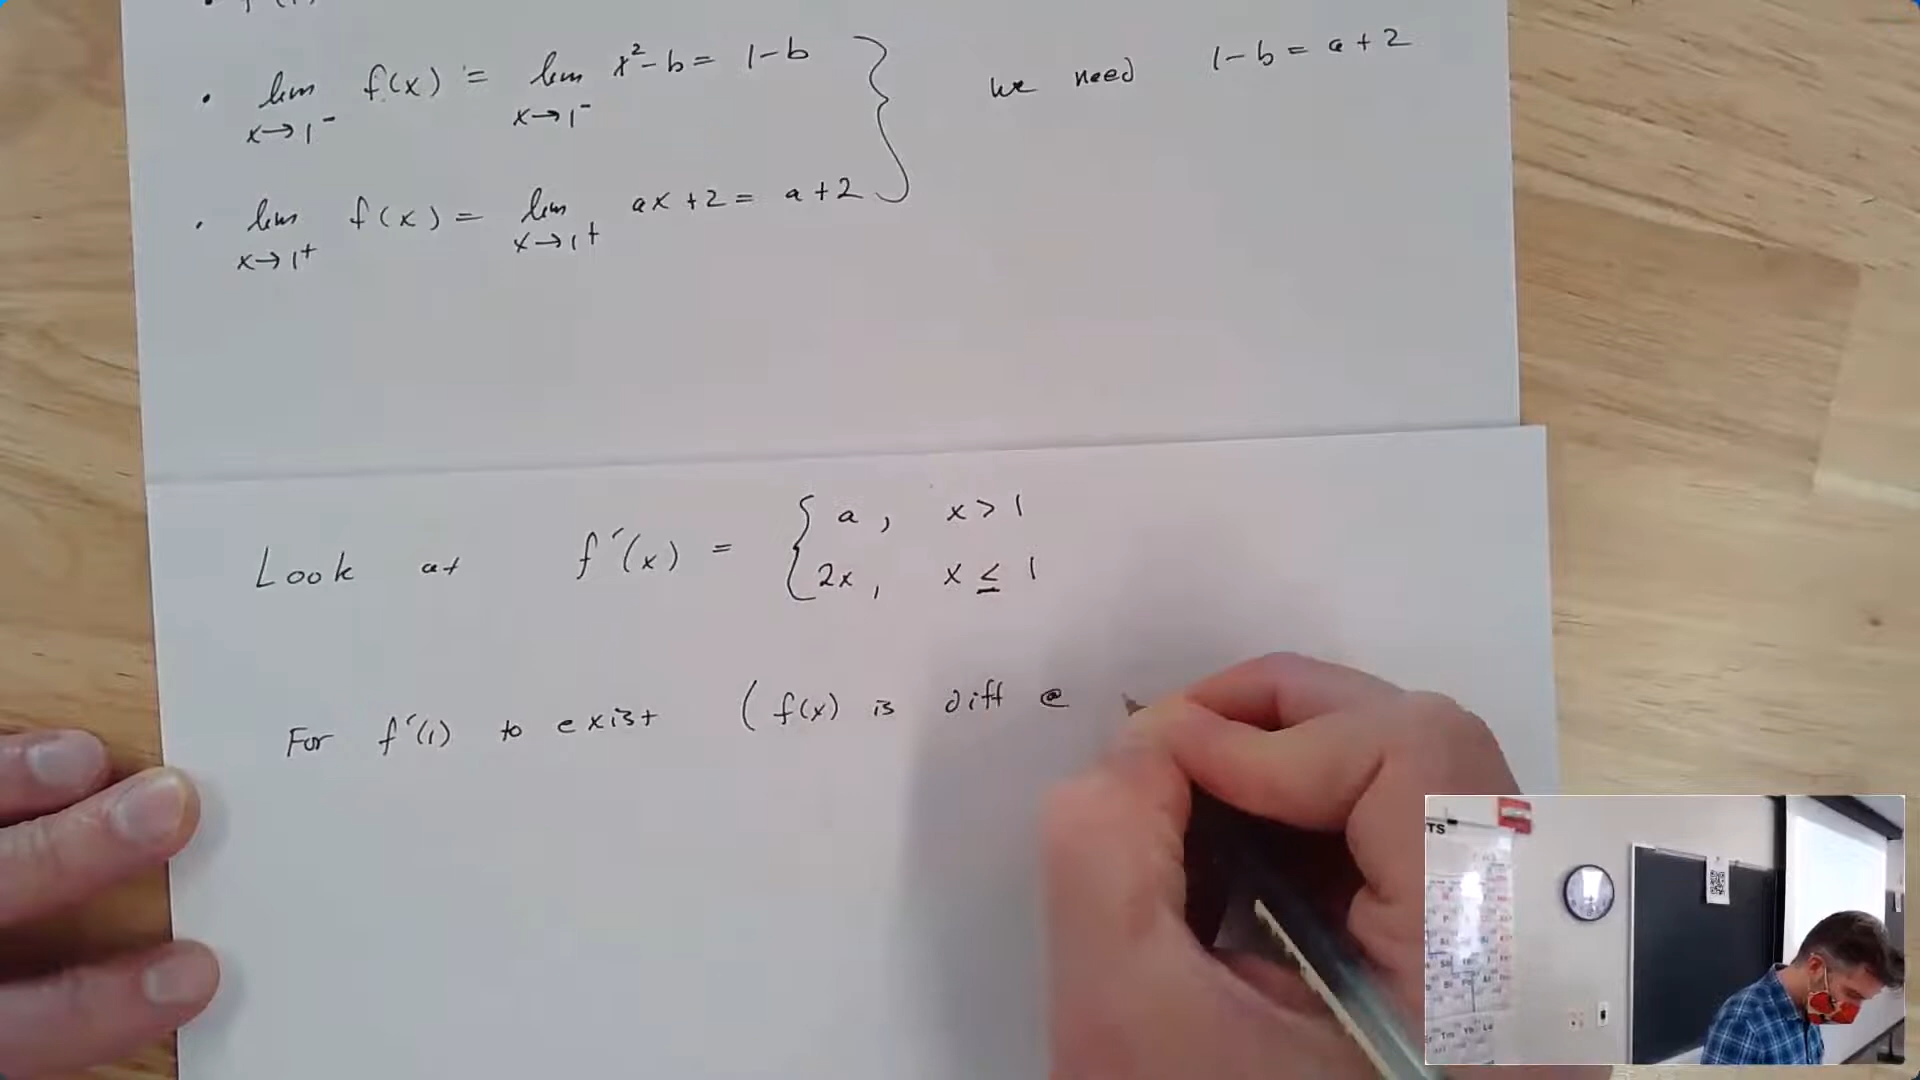 • lim x→1⁻ f(x) = lim x→1⁻ x²-b = 1-b
we need 1-b = a+2
• lim x→1⁺ f(x) = lim x→1⁺ ax+2 = a+2
Look at f′(x) = { a, x > 1
2x, x ≤ 1
For f′(1) to exist (f(x) is diff @
TS